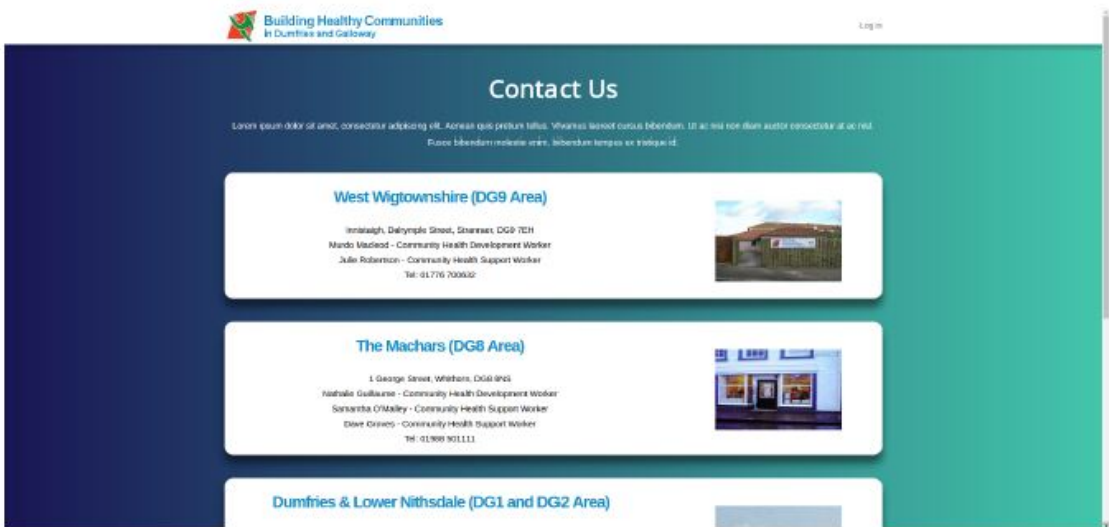 Building Healthy Communities
in Dumfries and Galloway
Log in
Contact Us
Lorem ipsum dolor sit amet, consectetur adipiscing elit. Aenean quis pretium tellus. Vivamus laoreet cursus bibendum. Ut ac nisi non diam auctor consectetur at ac nisl.
Fusce bibendum molestie enim, bibendum tempus ex tristique id.
West Wigtownshire (DG9 Area)
Innistaigh, Dalrymple Street, Stranraer, DG9 7EH
Murdo Macleod - Community Health Development Worker
Julie Robertson - Community Health Support Worker
Tel: 01776 700632
The Machars (DG8 Area)
1 George Street, Whithorn, DG8 8NS
Nathalie Guillaume - Community Health Development Worker
Samantha O'Malley - Community Health Support Worker
Dave Groves - Community Health Support Worker
Tel: 01988 501111
Dumfries & Lower Nithsdale (DG1 and DG2 Area)